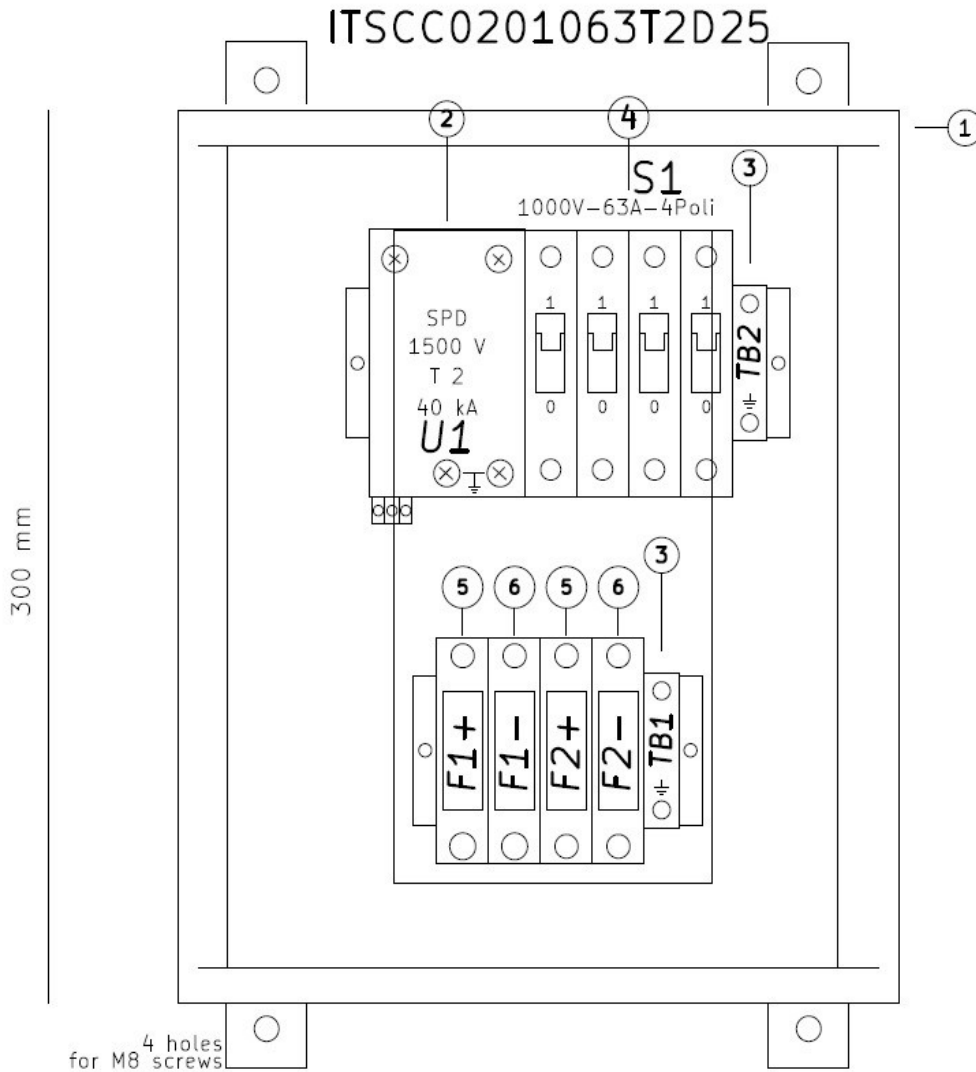 ITSCC0201063T2D25
2
4
1
S1
3
1000V-63A-4Poli
SPD
1500 V
T 2
40 kA
U1
1 1 1 1
0 0 0 0
TB2
300 mm
3
5 6 5 6
F1+
F1-
F2+
F2-
TB1
4 holes
for M8 screws